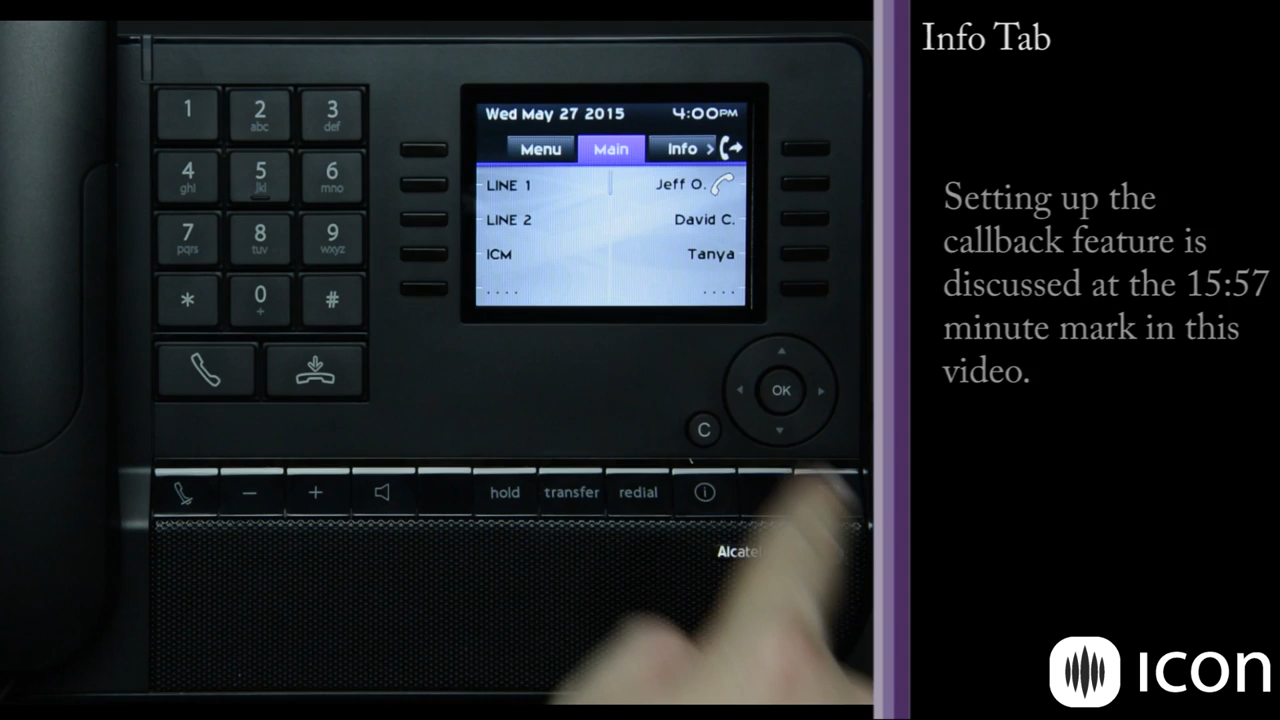 Info Tab
Setting up the
callback feature is
discussed at the 15:57
minute mark in this
video.
icon
Wed May 27 2015 4:00PM
Menu Main Info >
LINE 1 Jeff O.
LINE 2 David C.
ICM Tanya
.... ....
1 2 3
abc def
4 5 6
ghi jkl mno
7 8 9
pqrs tuv wxyz
* 0 #
+
OK
C
− + hold transfer redial i